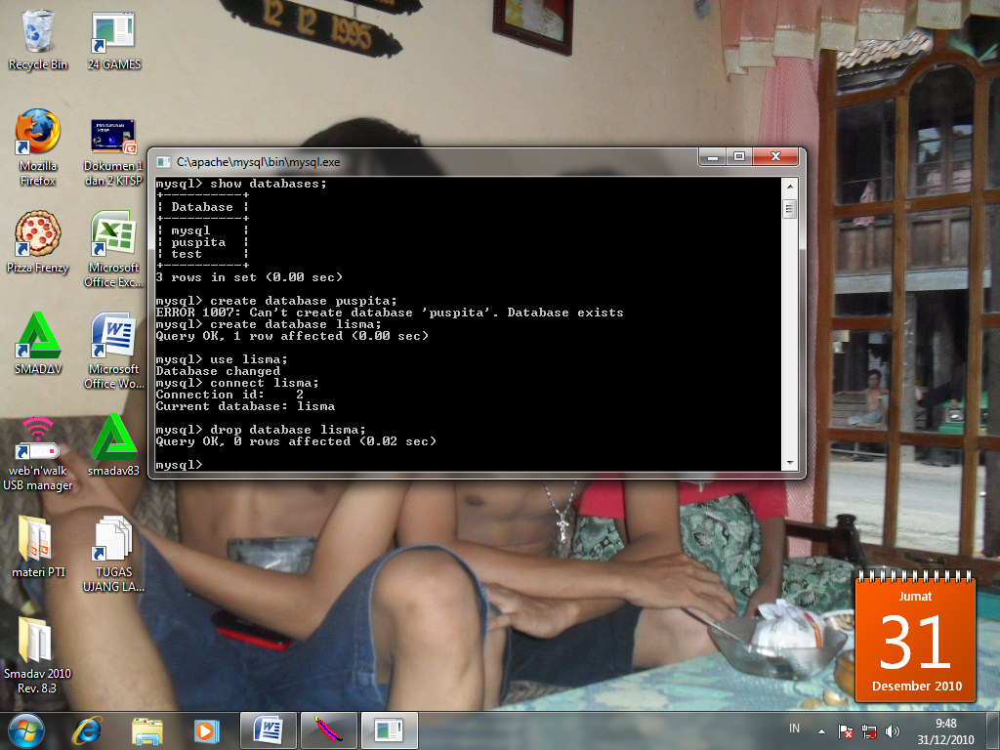 12 12 1995
Recycle Bin
24 GAMES
Mozilla
Firefox
Dokumen 1
dan 2 KTSP
Pizza Frenzy
Microsoft
Office Exc...
SMADΔV
Microsoft
Office Wo...
web'n'walk
USB manager
smadav83
materi PTI
TUGAS
UJANG LA...
Smadav 2010
Rev. 8.3
C:\apache\mysql\bin\mysql.exe
mysql> show databases;
+----------+
| Database |
+----------+
| mysql    |
| puspita  |
| test     |
+----------+
3 rows in set (0.00 sec)
mysql> create database puspita;
ERROR 1007: Can't create database 'puspita'. Database exists
mysql> create database lisma;
Query OK, 1 row affected (0.00 sec)
mysql> use lisma;
Database changed
mysql> connect lisma;
Connection id:    2
Current database: lisma
mysql> drop database lisma;
Query OK, 0 rows affected (0.02 sec)
mysql>
Jumat
31
Desember 2010
IN
9:48
31/12/2010